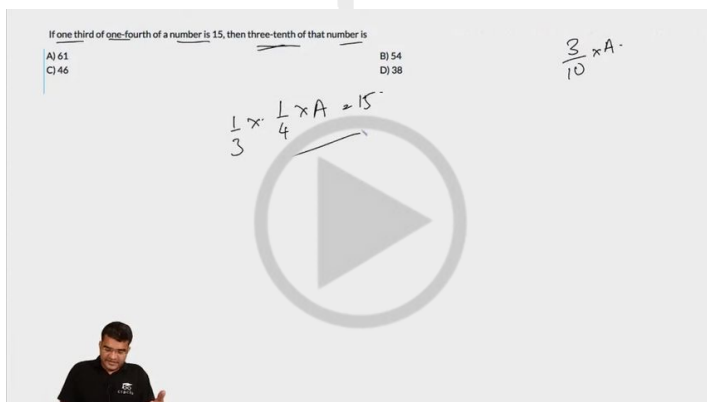 If one third of one-fourth of a number is 15, then three-tenth of that number is
A) 61
B) 54
C) 46
D) 38
3/10 × A.
1/3 × 1/4 × A = 15